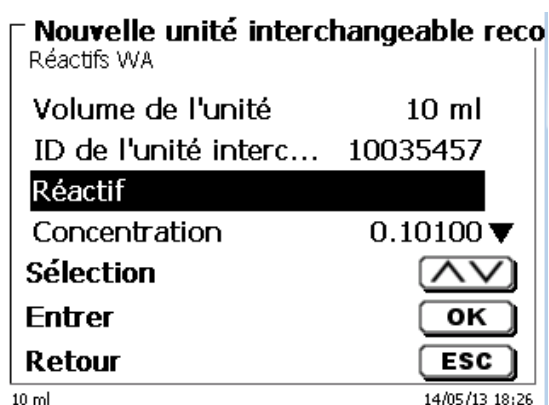 Nouvelle unité interchangeable reco
Réactifs WA
Volume de l'unité 10 ml
ID de l'unité interc... 10035457
Réactif
Concentration 0.10100▼
Sélection ∧∨
Entrer OK
Retour ESC
10 ml 14/05/13 18:26